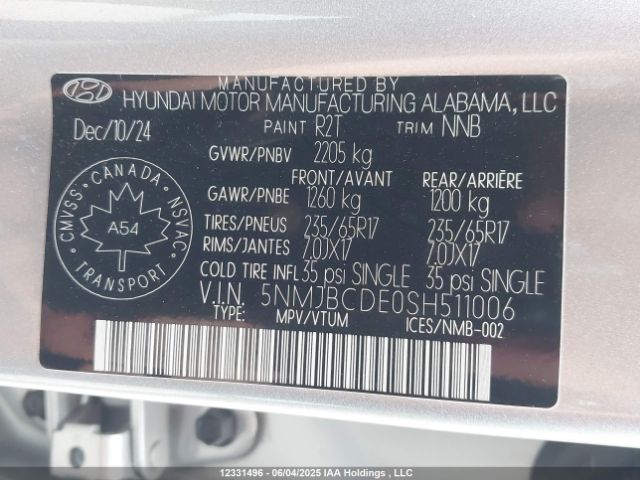 MANUFACTURED BY
HYUNDAI MOTOR MANUFACTURING ALABAMA, LLC
Dec/10/24 PAINT R2T TRIM NNB
GVWR/PNBV 2205 kg
FRONT/AVANT REAR/ARRIÈRE
GAWR/PNBE 1260 kg 1200 kg
TIRES/PNEUS 235/65R17 235/65R17
RIMS/JANTES 7.0JX17 7.0JX17
COLD TIRE INFL 35 psi SINGLE 35 psi SINGLE
V.I.N. 5NMJBCDE0SH511006
TYPE: MPV/VTUM ICES/NMB-002
CANADA
CMVSS NSVAC
A54
TRANSPORT
12331496 - 06/04/2025 IAA Holdings , LLC